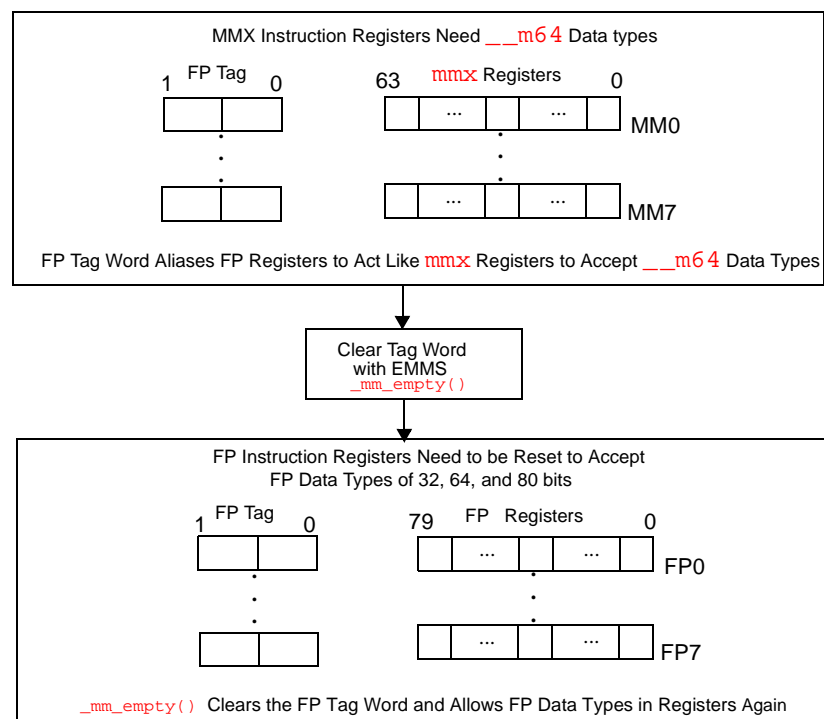 MMX Instruction Registers Need __m64 Data types
FP Tag
mmx Registers
1 0
63 0
... ...
MM0
... ...
MM7
FP Tag Word Aliases FP Registers to Act Like mmx Registers to Accept __m64 Data Types
Clear Tag Word
with EMMS
_mm_empty()
FP Instruction Registers Need to be Reset to Accept
FP Data Types of 32, 64, and 80 bits
FP Tag
FP Registers
1 0
79 0
... ...
FP0
... ...
FP7
_mm_empty() Clears the FP Tag Word and Allows FP Data Types in Registers Again